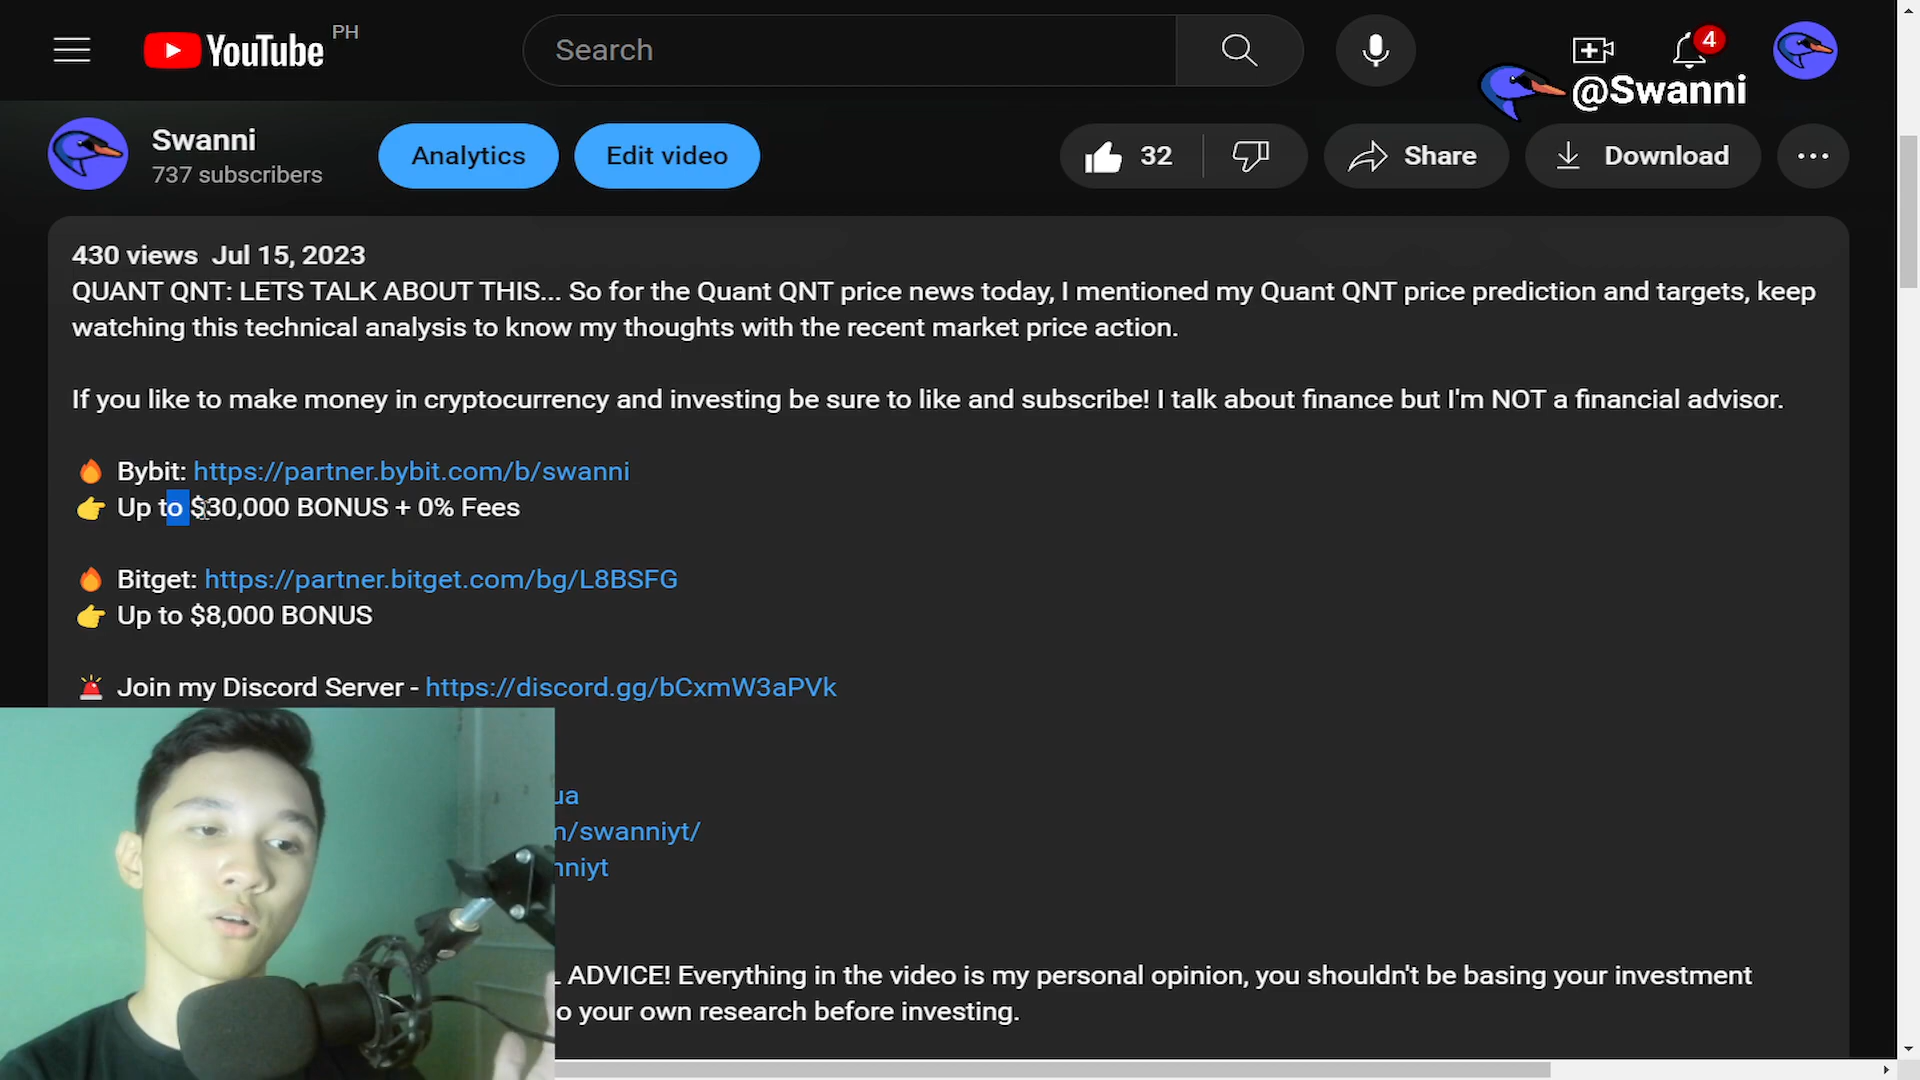 YouTube PH
Search
4
@Swanni
Swanni
737 subscribers
Analytics
Edit video
32
Share
Download
430 views Jul 15, 2023
QUANT QNT: LETS TALK ABOUT THIS... So for the Quant QNT price news today, I mentioned my Quant QNT price prediction and targets, keep
watching this technical analysis to know my thoughts with the recent market price action.
If you like to make money in cryptocurrency and investing be sure to like and subscribe! I talk about finance but I'm NOT a financial advisor.
🔥 Bybit: https://partner.bybit.com/b/swanni
👉 Up to $30,000 BONUS + 0% Fees
🔥 Bitget: https://partner.bitget.com/bg/L8BSFG
👉 Up to $8,000 BONUS
🚨 Join my Discord Server - https://discord.gg/bCxmW3aPVk
ua
m/swanniyt/
nniyt
L ADVICE! Everything in the video is my personal opinion, you shouldn't be basing your investment
o your own research before investing.